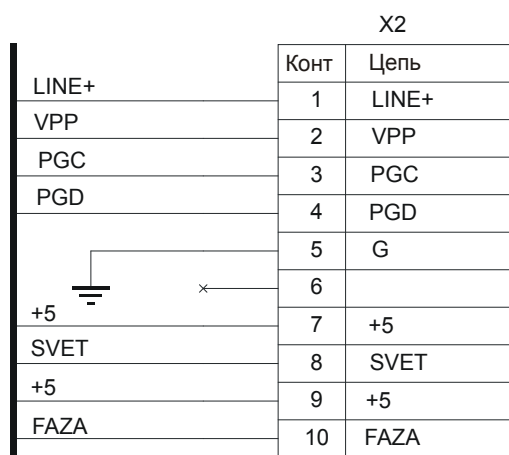 X2
Конт Цепь
LINE+ 1 LINE+
VPP 2 VPP
PGC 3 PGC
PGD 4 PGD
5 G
6
+5 7 +5
SVET 8 SVET
+5 9 +5
FAZA 10 FAZA